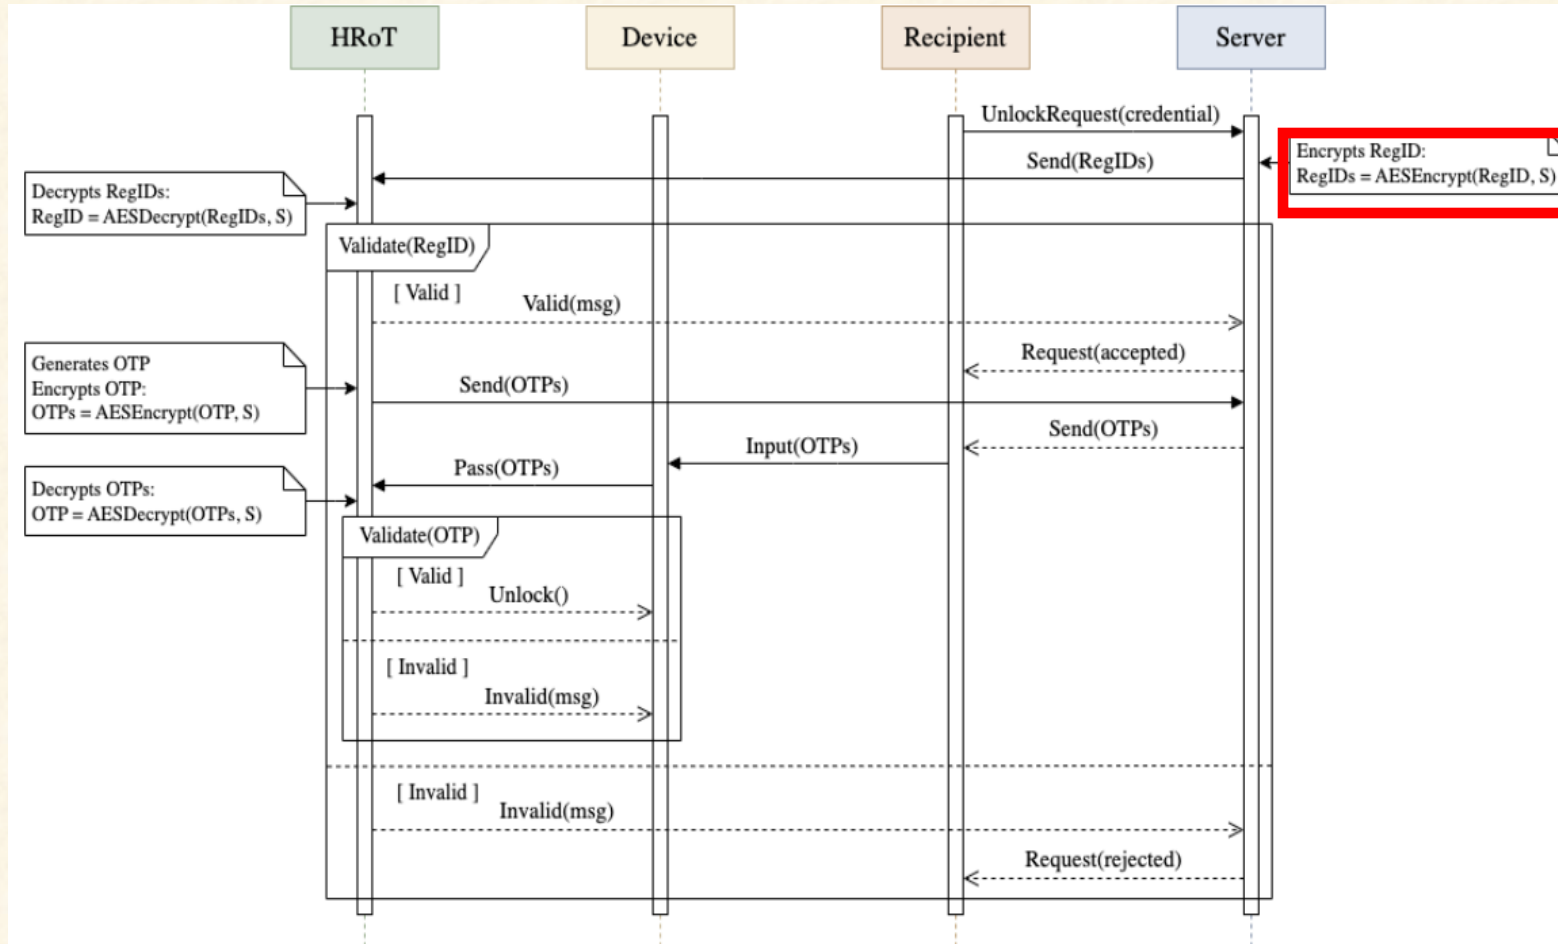 HRoT
Device
Recipient
Server
UnlockRequest(credential)
Encrypts RegID:
RegIDs = AESEncrypt(RegID, S)
Send(RegIDs)
Decrypts RegIDs:
RegID = AESDecrypt(RegIDs, S)
Validate(RegID)
[ Valid ]
Valid(msg)
Request(accepted)
Generates OTP
Encrypts OTP:
OTPs = AESEncrypt(OTP, S)
Send(OTPs)
Send(OTPs)
Input(OTPs)
Pass(OTPs)
Decrypts OTPs:
OTP = AESDecrypt(OTPs, S)
Validate(OTP)
[ Valid ]
Unlock()
[ Invalid ]
Invalid(msg)
[ Invalid ]
Invalid(msg)
Request(rejected)